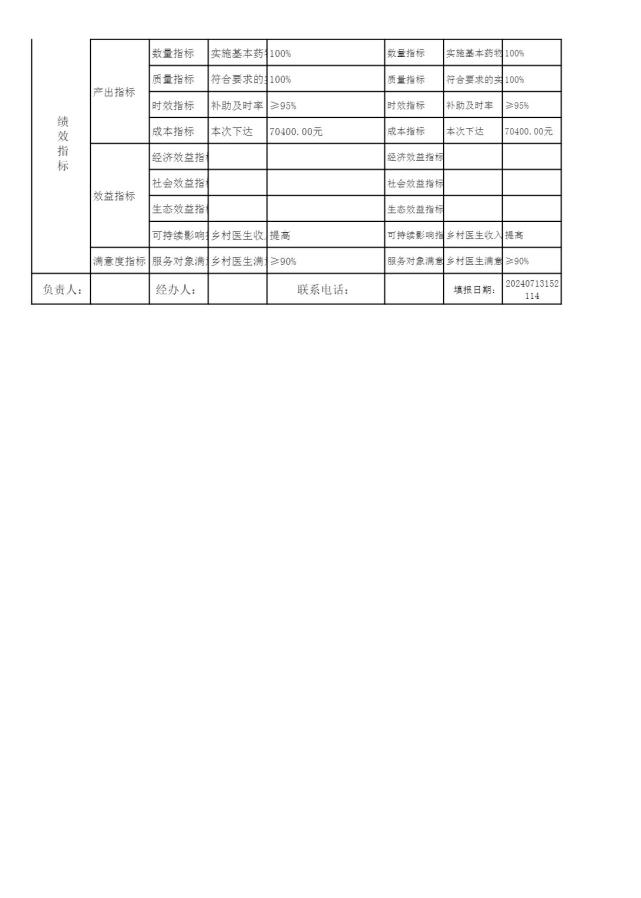 绩效指标
产出指标
数量指标 实施基本药 100% 数量指标 实施基本药物 100%
质量指标 符合要求的 100% 质量指标 符合要求的实 100%
时效指标 补助及时率 ≥95% 时效指标 补助及时率 ≥95%
成本指标 本次下达 70400.00元 成本指标 本次下达 70400.00元
效益指标
经济效益指 经济效益指标
社会效益指 社会效益指标
生态效益指 生态效益指标
可持续影响 乡村医生收 提高 可持续影响指 乡村医生收入 提高
满意度指标 服务对象满 乡村医生满 ≥90% 服务对象满意 乡村医生满意 ≥90%
负责人： 经办人： 联系电话： 填报日期： 20240713152
114